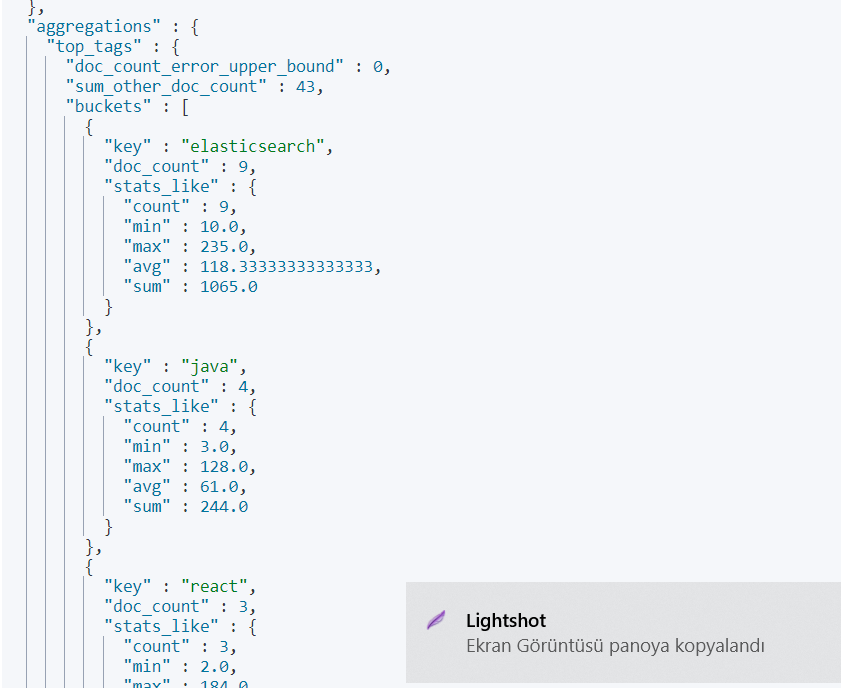 },
"aggregations" : {
"top_tags" : {
"doc_count_error_upper_bound" : 0,
"sum_other_doc_count" : 43,
"buckets" : [
{
"key" : "elasticsearch",
"doc_count" : 9,
"stats_like" : {
"count" : 9,
"min" : 10.0,
"max" : 235.0,
"avg" : 118.33333333333333,
"sum" : 1065.0
}
},
{
"key" : "java",
"doc_count" : 4,
"stats_like" : {
"count" : 4,
"min" : 3.0,
"max" : 128.0,
"avg" : 61.0,
"sum" : 244.0
}
},
{
"key" : "react",
"doc_count" : 3,
"stats_like" : {
"count" : 3,
"min" : 2.0,
"max" : 184.0
Lightshot
Ekran Görüntüsü panoya kopyalandı